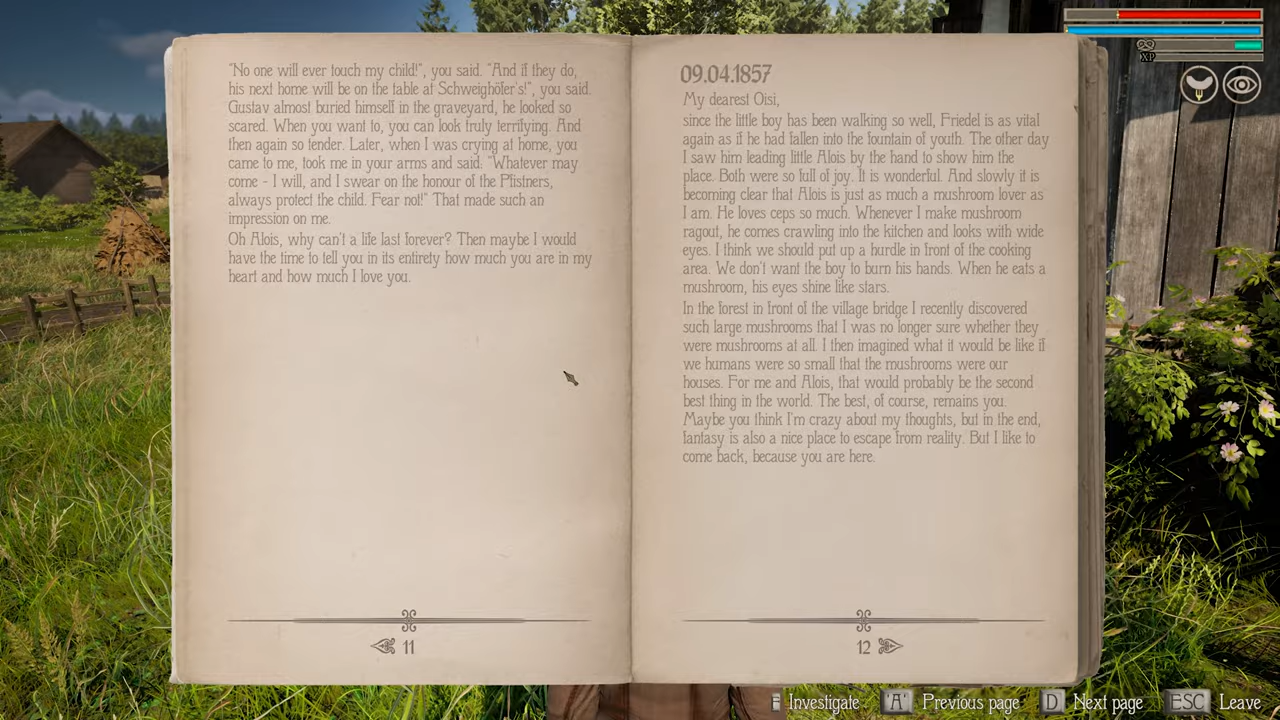 "No one will ever touch my child!", you said. "And if they do,
his next home will be on the table at Schweighöfer's!", you said.
Gustav almost buried himself in the graveyard, he looked so
scared. When you want to, you can look truly terrifying. And
then again so tender. Later, when I was crying at home, you
came to me, took me in your arms and said: "Whatever may
come - I will, and I swear on the honour of the Pfistners,
always protect the child. Fear not!" That made such an
impression on me.
Oh Alois, why can't a life last forever? Then maybe I would
have the time to tell you in its entirety how much you are in my
heart and how much I love you.
11
09.04.1857
My dearest Oisi,
since the little boy has been walking so well, Friedel is as vital
again as if he had fallen into the fountain of youth. The other day
I saw him leading little Alois by the hand to show him the
place. Both were so full of joy. It is wonderful. And slowly it is
becoming clear that Alois is just as much a mushroom lover as
I am. He loves ceps so much. Whenever I make mushroom
ragout, he comes crawling into the kitchen and looks with wide
eyes. I think we should put up a hurdle in front of the cooking
area. We don't want the boy to burn his hands. When he eats a
mushroom, his eyes shine like stars.
In the forest in front of the village bridge I recently discovered
such large mushrooms that I was no longer sure whether they
were mushrooms at all. I then imagined what it would be like if
we humans were so small that the mushrooms were our
houses. For me and Alois, that would probably be the second
best thing in the world. The best, of course, remains you.
Maybe you think I'm crazy about my thoughts, but in the end,
fantasy is also a nice place to escape from reality. But I like to
come back, because you are here.
12
XP
F Investigate 'A' Previous page D Next page ESC Leave